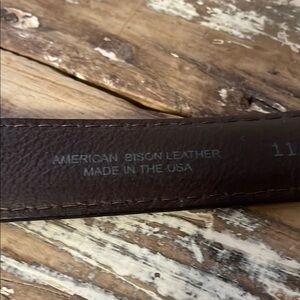 AMERICAN BISON LEATHER
MADE IN THE USA